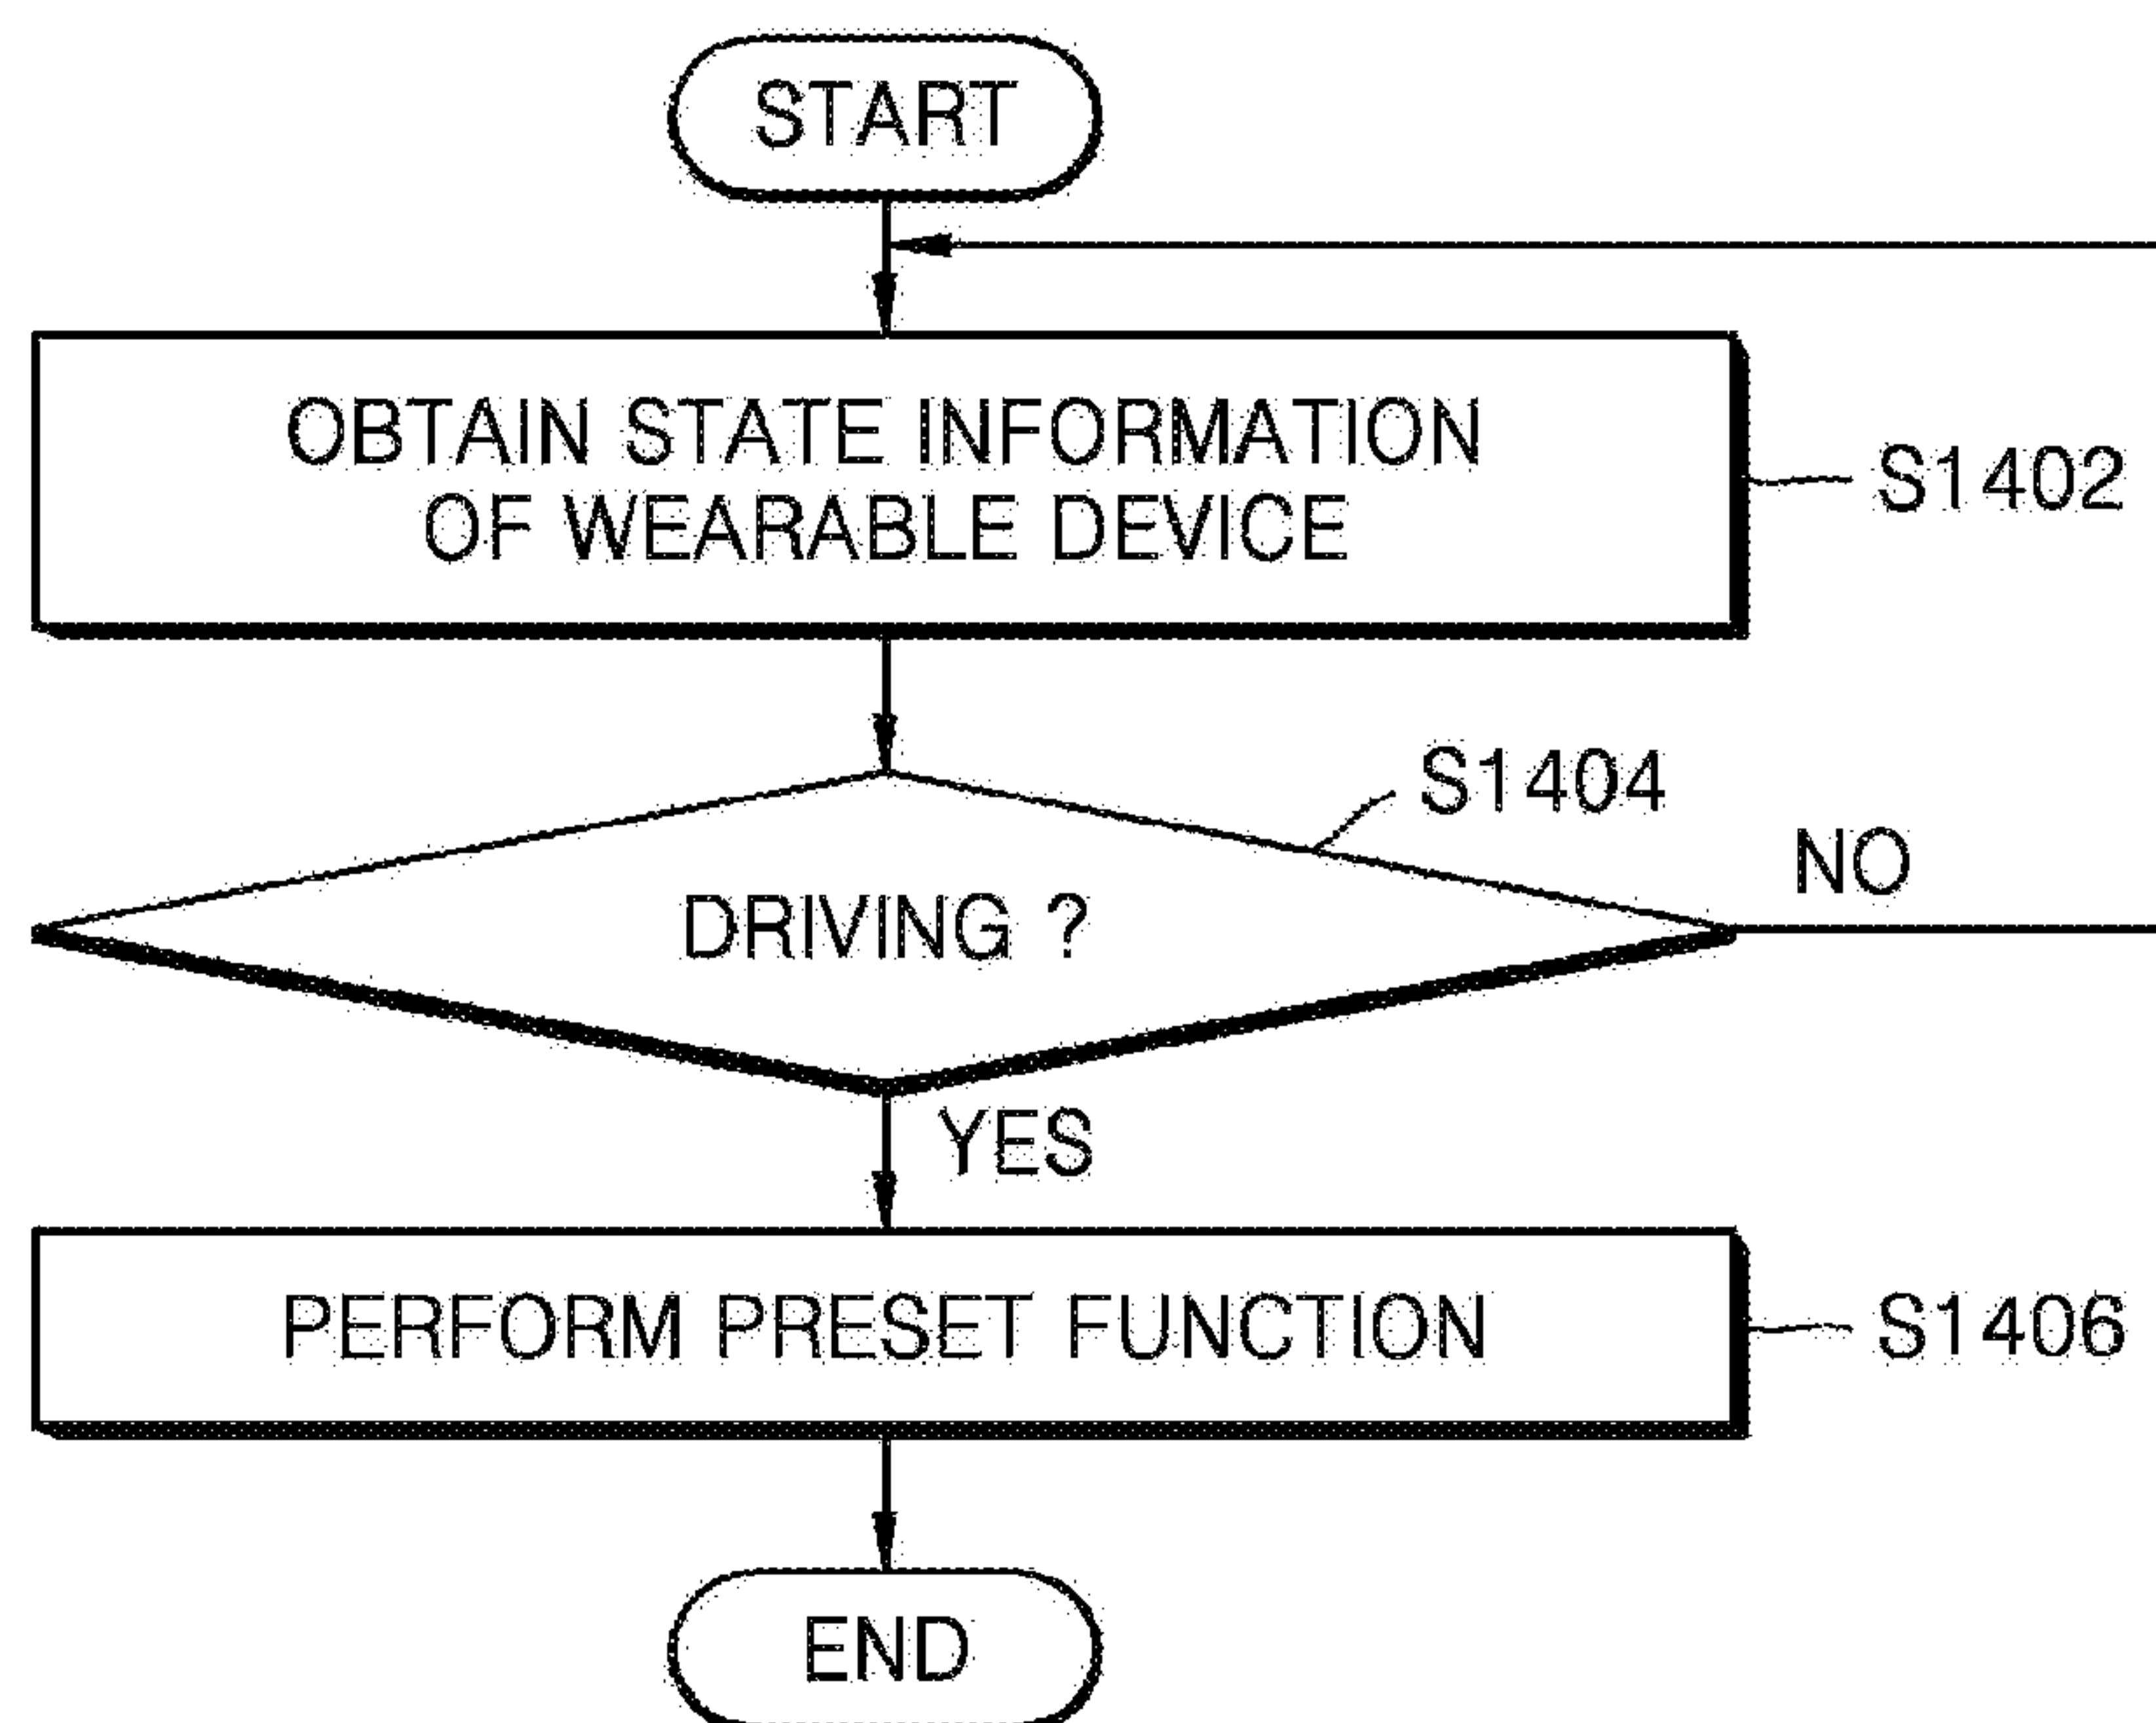 START
OBTAIN STATE INFORMATION
OF WEARABLE DEVICE
S1402
S1404
NO
DRIVING ?
YES
PERFORM PRESET FUNCTION
S1406
END